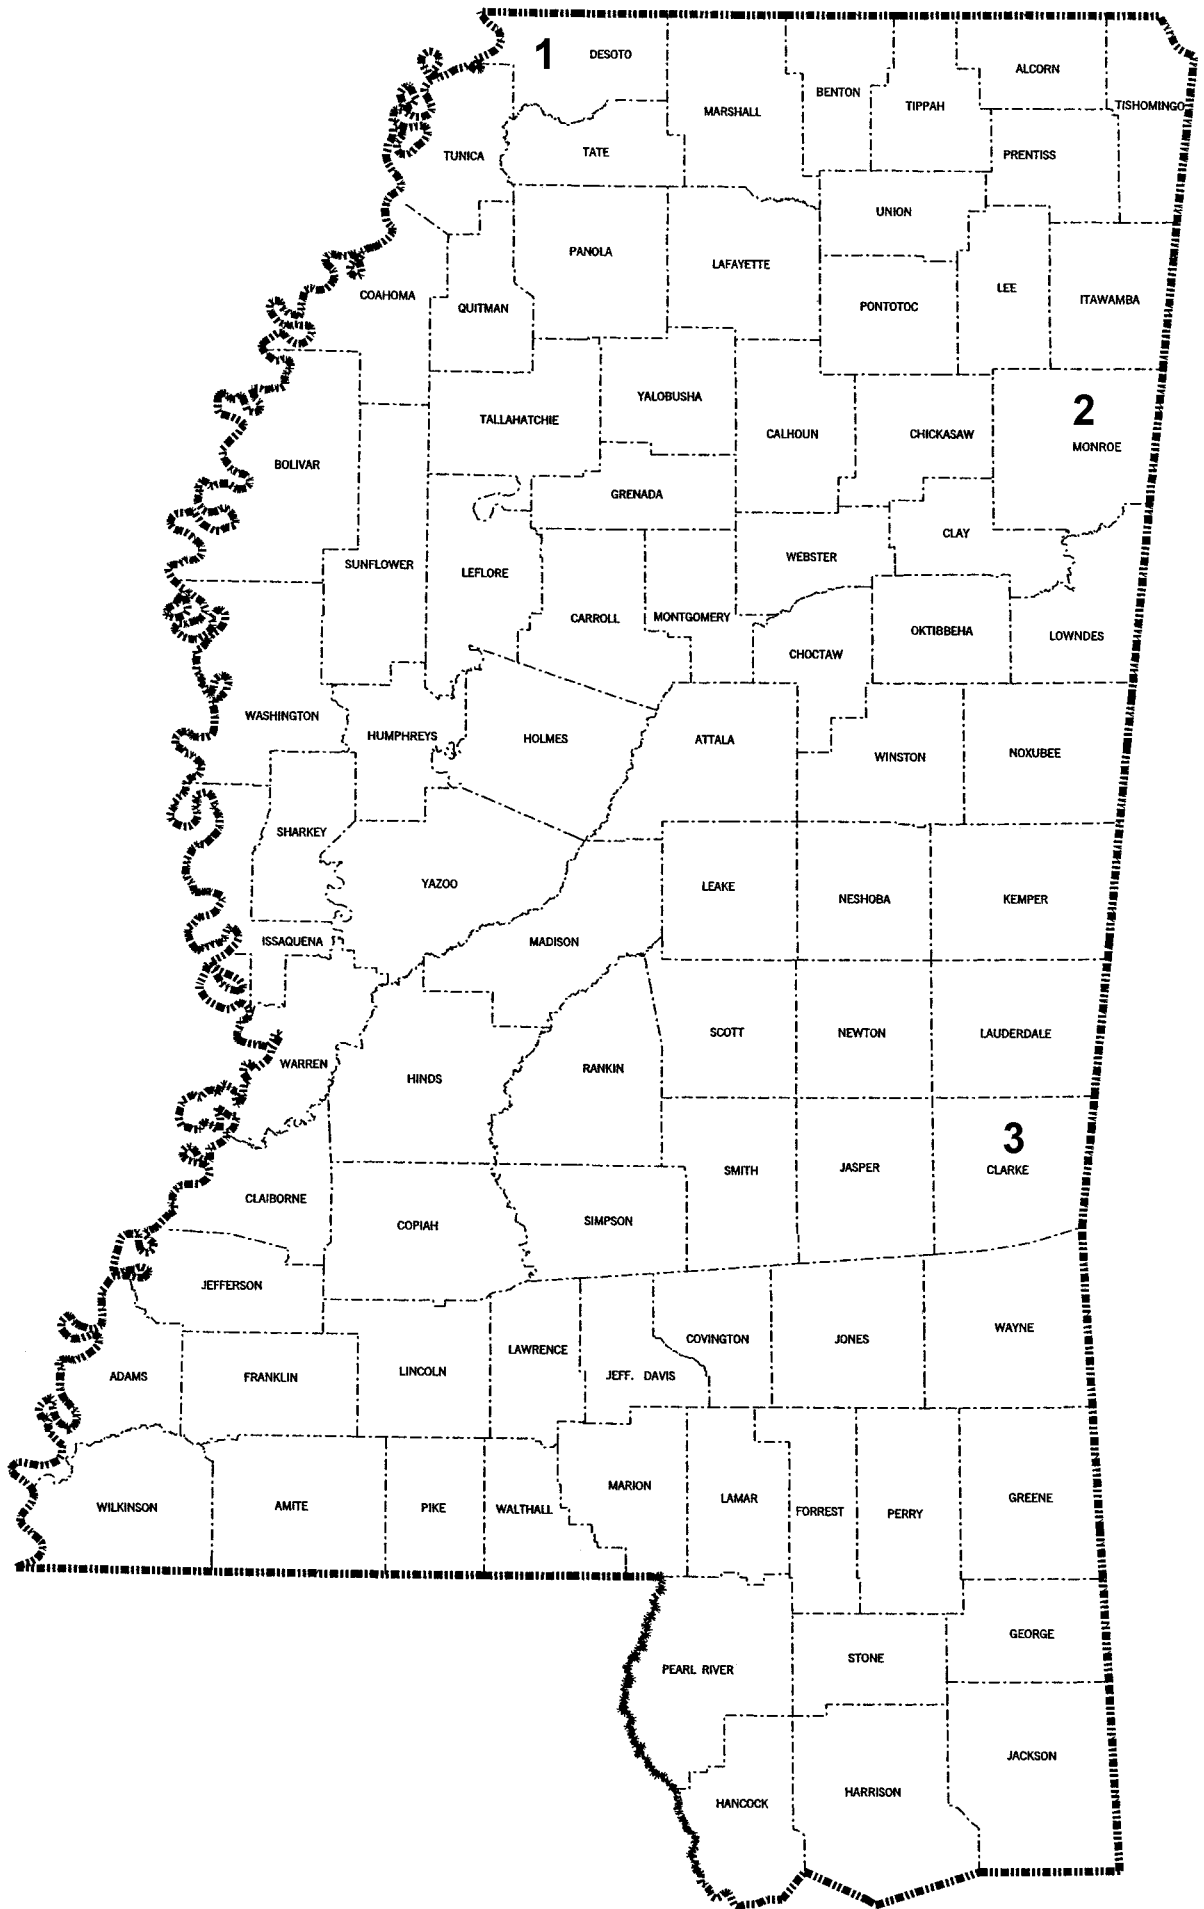 1
DESOTO
ALCORN
BENTON
TIPPAH
TISHOMINGO
MARSHALL
TUNICA
TATE
PRENTISS
UNION
PANOLA
LAFAYETTE
COAHOMA
QUITMAN
PONTOTOC
LEE
ITAWAMBA
YALOBUSHA
2
TALLAHATCHIE
CALHOUN
CHICKASAW
MONROE
BOLIVAR
GRENADA
CLAY
SUNFLOWER
LEFLORE
WEBSTER
CARROLL
MONTGOMERY
OKTIBBEHA
LOWNDES
CHOCTAW
WASHINGTON
HUMPHREYS
HOLMES
ATTALA
WINSTON
NOXUBEE
SHARKEY
YAZOO
LEAKE
NESHOBA
KEMPER
ISSAQUENA
MADISON
SCOTT
NEWTON
LAUDERDALE
WARREN
HINDS
RANKIN
3
SMITH
JASPER
CLARKE
CLAIBORNE
COPIAH
SIMPSON
JEFFERSON
COVINGTON
JONES
WAYNE
LAWRENCE
ADAMS
FRANKLIN
LINCOLN
JEFF. DAVIS
WILKINSON
AMITE
PIKE
WALTHALL
MARION
LAMAR
FORREST
PERRY
GREENE
GEORGE
PEARL RIVER
STONE
JACKSON
HANCOCK
HARRISON